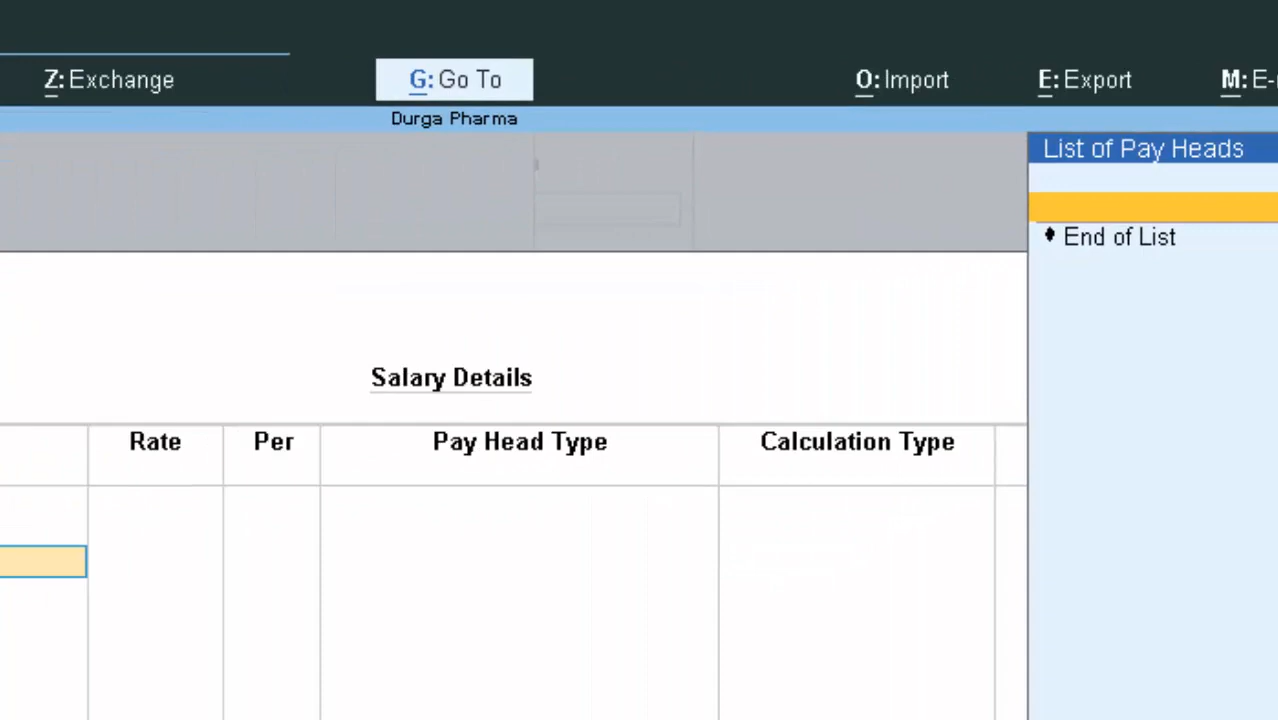 Z: Exchange
G: Go To
O: Import
E: Export
M: E-
Durga Pharma
List of Pay Heads
End of List
Salary Details
Rate
Per
Pay Head Type
Calculation Type